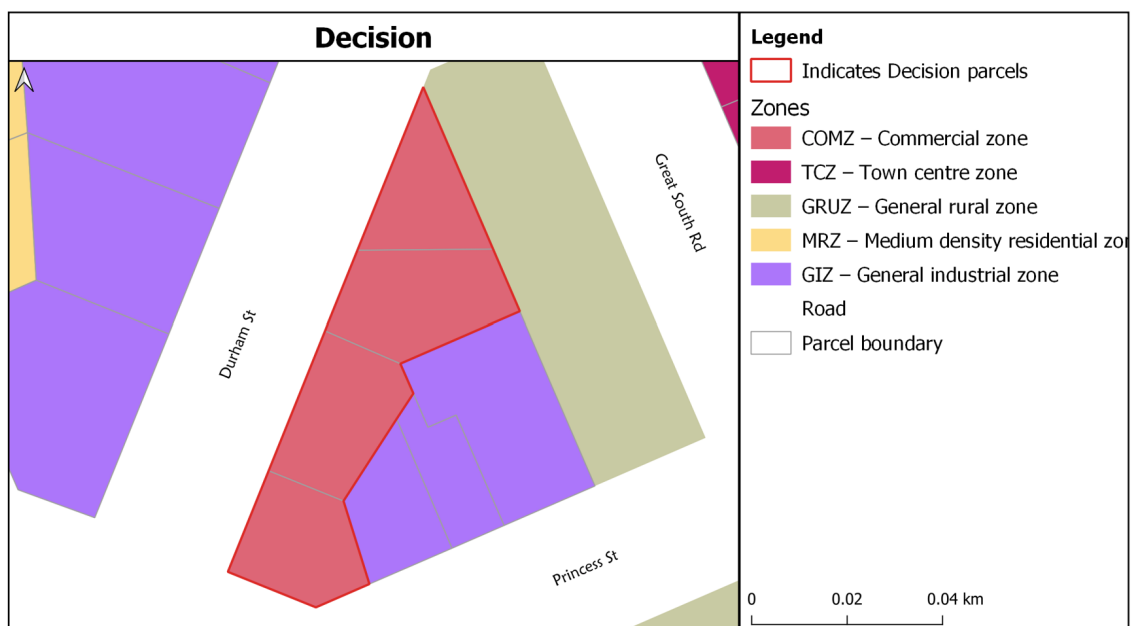 Decision
Great South Rd
Durham St
Princess St
Legend
Indicates Decision parcels
Zones
COMZ – Commercial zone
TCZ – Town centre zone
GRUZ – General rural zone
MRZ – Medium density residential zor
GIZ – General industrial zone
Road
Parcel boundary
0 0.02 0.04 km